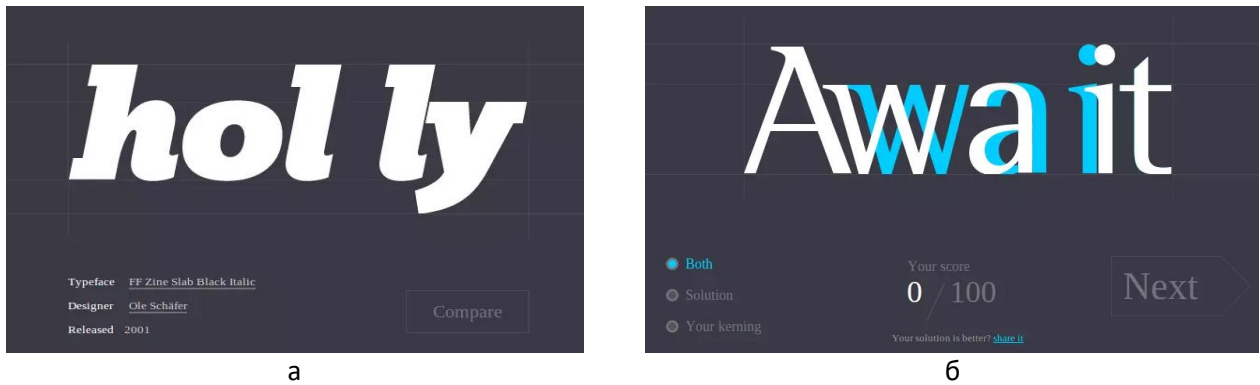 hol ly
Typeface FF Zine Slab Black Italic
Designer Ole Schäfer
Released 2001
Compare
а
Await
Both
Solution
Your kerning
Your score
0 / 100
Your solution is better? share it
Next
б